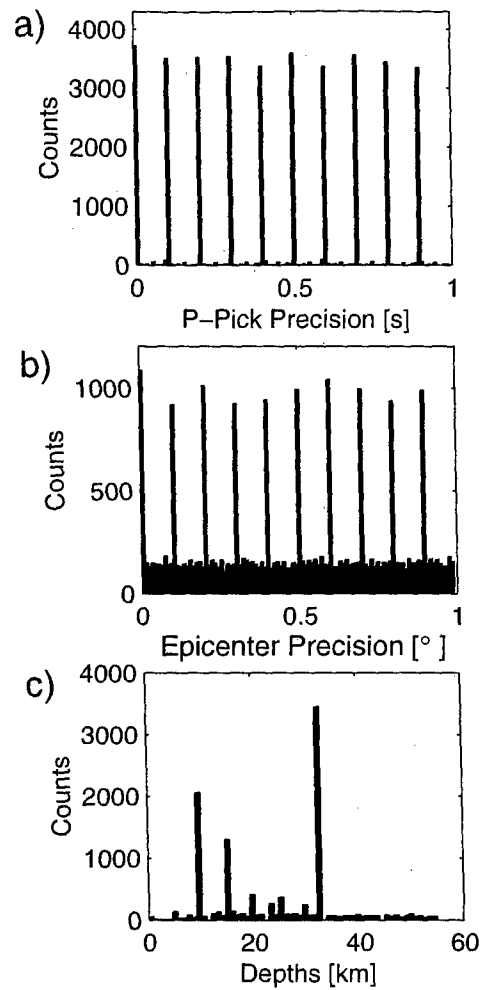 a)
4000
3000
2000
1000
0
Counts
0 0.5 1
P-Pick Precision [s]
b)
1000
500
0
Counts
0 0.5 1
Epicenter Precision [° ]
c)
4000
3000
2000
1000
0
Counts
0 20 40 60
Depths [km]